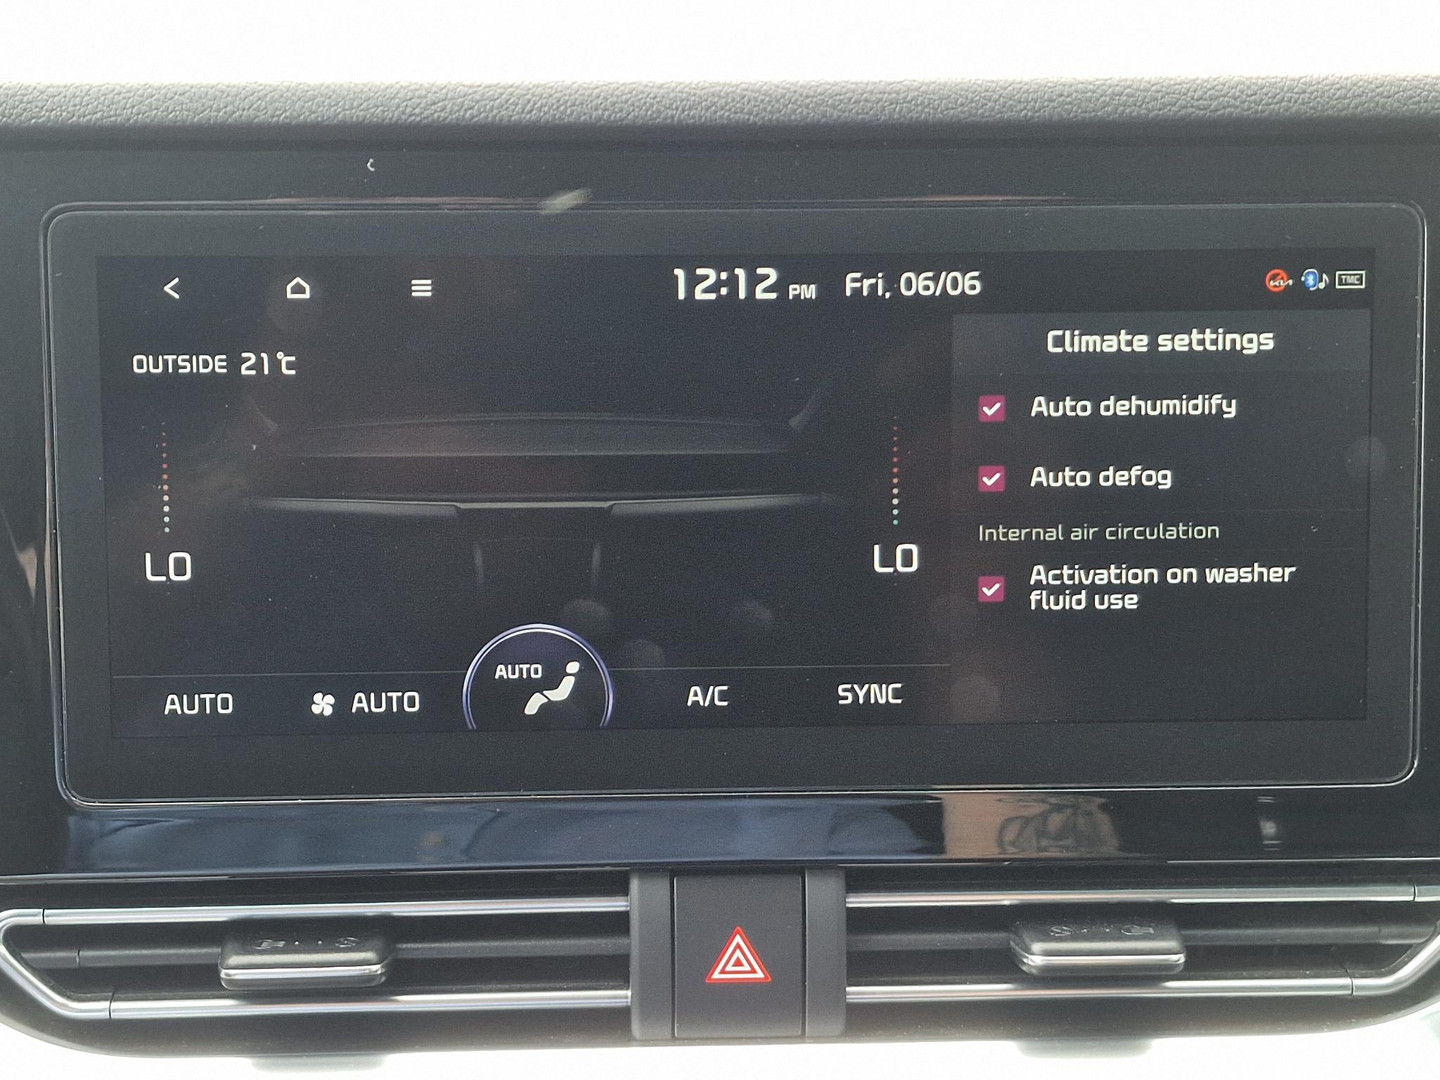 12:12 PM Fri, 06/06
TMC
OUTSIDE 21℃
Climate settings
Auto dehumidify
Auto defog
Internal air circulation
Activation on washer
fluid use
LO
LO
AUTO
AUTO
AUTO
A/C
SYNC